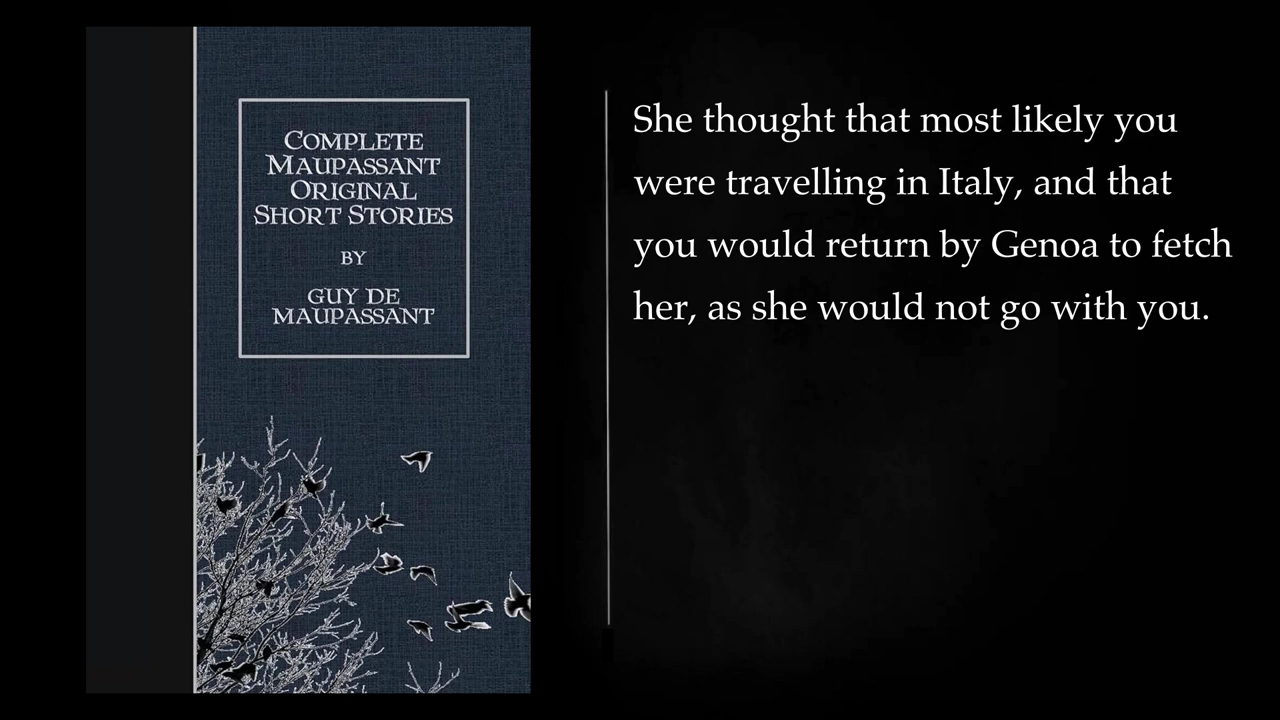 COMPLETE
MAUPASSANT
ORIGINAL
SHORT STORIES
BY
GUY DE
MAUPASSANT
She thought that most likely you
were travelling in Italy, and that
you would return by Genoa to fetch
her, as she would not go with you.